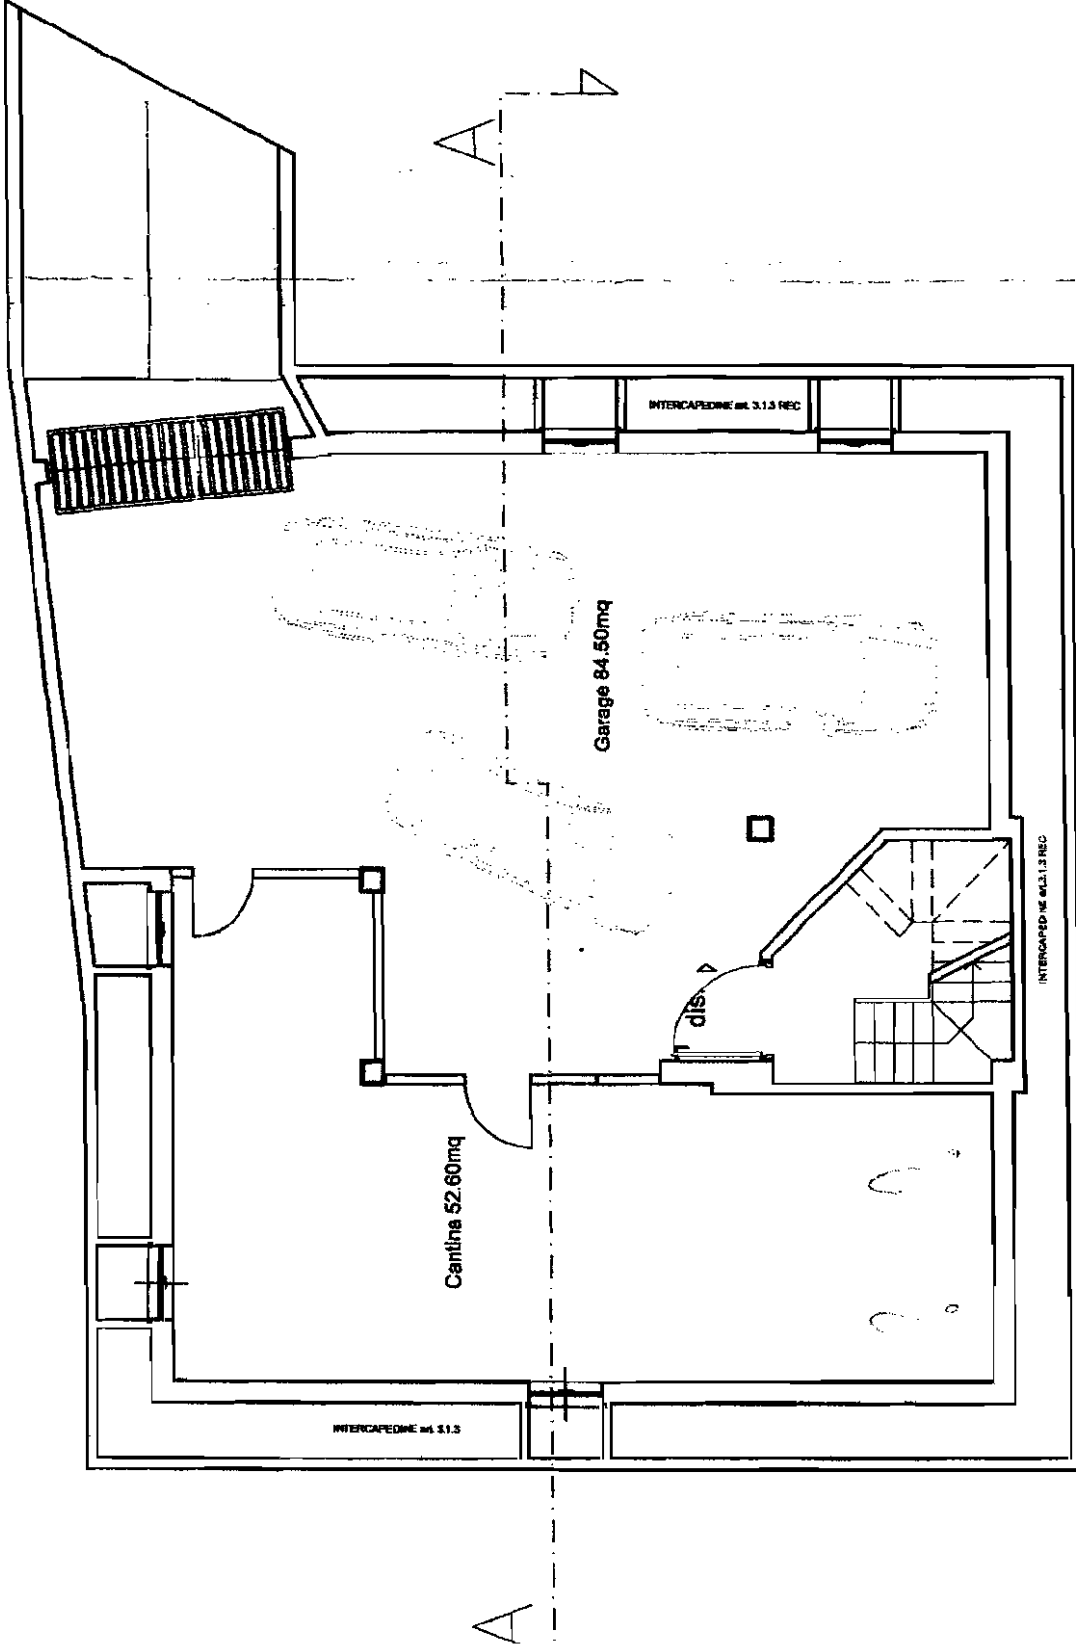 A
INTERCAPEDINE art. 3.1.3 REC
Garage 84.50mq
dis.
INTERCAPEDINE art.3.1.3 REC
Cantina 52.60mq
INTERCAPEDINE art. 3.1.3
A